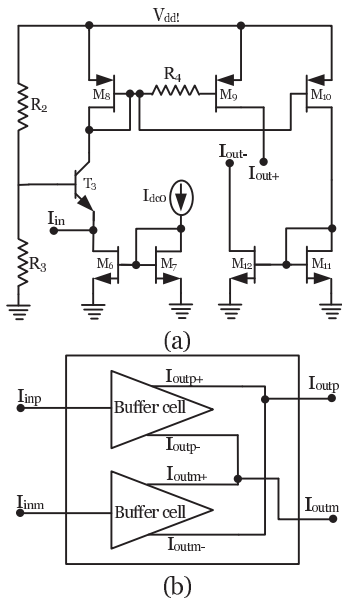 Vdd!
R4
M8
M9
M10
R2
T3
Iout-
Iout+
Idc0
Iin
R3
M6
M7
M12
M11
(a)
Ioutp+
Iinp
Buffer cell
Ioutp
Ioutp-
Ioutm+
Iinm
Buffer cell
Ioutm
Ioutm-
(b)